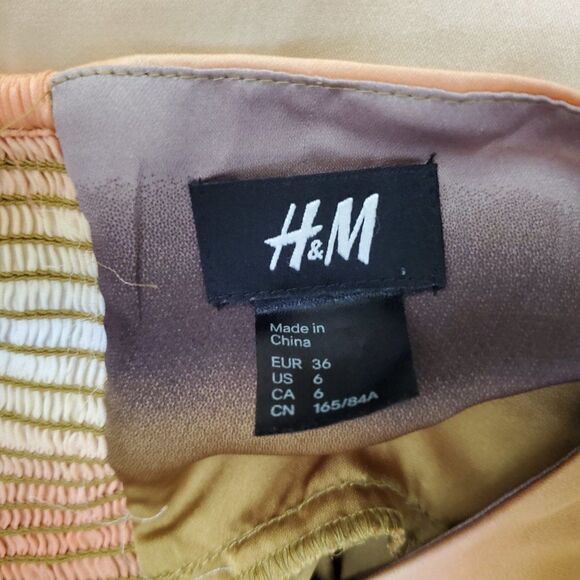 H&M
Made in
China
EUR 36
US 6
CA 6
CN 165/84A